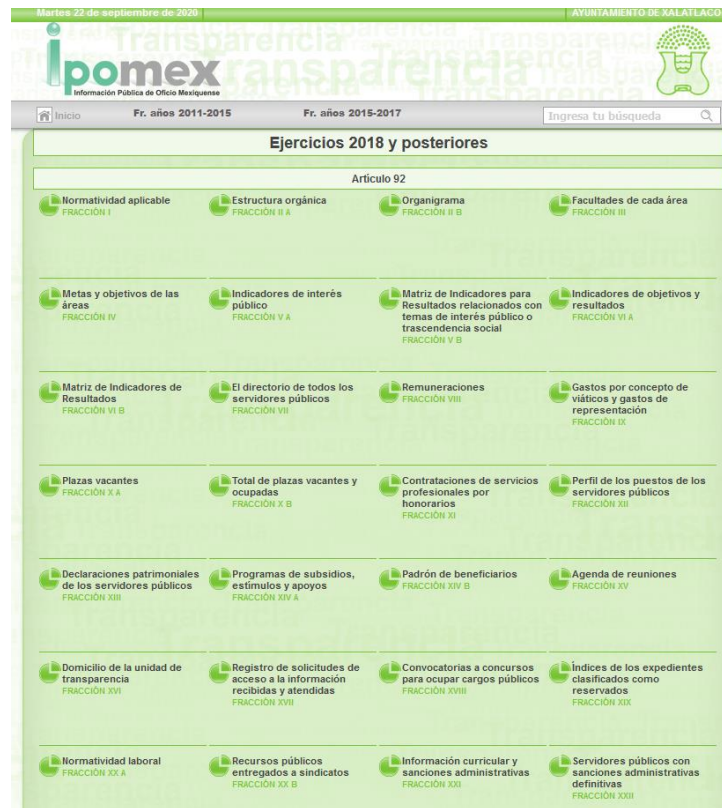 Martes 22 de septiembre de 2020
AYUNTAMIENTO DE XALATLACO
ipomex
Información Pública de Oficio Mexiquense
Transparencia
Inicio
Fr. años 2011-2015
Fr. años 2015-2017
Ingresa tu búsqueda
Ejercicios 2018 y posteriores
Artículo 92
Normatividad aplicable
FRACCIÓN I
Estructura orgánica
FRACCIÓN II A
Organigrama
FRACCIÓN II B
Facultades de cada área
FRACCIÓN III
Metas y objetivos de las
áreas
FRACCIÓN IV
Indicadores de interés
público
FRACCIÓN V A
Matriz de Indicadores para
Resultados relacionados con
temas de interés público o
trascendencia social
FRACCIÓN V B
Indicadores de objetivos y
resultados
FRACCIÓN VI A
Matriz de Indicadores de
Resultados
FRACCIÓN VI B
El directorio de todos los
servidores públicos
FRACCIÓN VII
Remuneraciones
FRACCIÓN VIII
Gastos por concepto de
viáticos y gastos de
representación
FRACCIÓN IX
Plazas vacantes
FRACCIÓN X A
Total de plazas vacantes y
ocupadas
FRACCIÓN X B
Contrataciones de servicios
profesionales por
honorarios
FRACCIÓN XI
Perfil de los puestos de los
servidores públicos
FRACCIÓN XII
Declaraciones patrimoniales
de los servidores públicos
FRACCIÓN XIII
Programas de subsidios,
estímulos y apoyos
FRACCIÓN XIV A
Padrón de beneficiarios
FRACCIÓN XIV B
Agenda de reuniones
FRACCIÓN XV
Domicilio de la unidad de
transparencia
FRACCIÓN XVI
Registro de solicitudes de
acceso a la información
recibidas y atendidas
FRACCIÓN XVII
Convocatorias a concursos
para ocupar cargos públicos
FRACCIÓN XVIII
Índices de los expedientes
clasificados como
reservados
FRACCIÓN XIX
Normatividad laboral
FRACCIÓN XX A
Recursos públicos
entregados a sindicatos
FRACCIÓN XX B
Información curricular y
sanciones administrativas
FRACCIÓN XXI
Servidores públicos con
sanciones administrativas
definitivas
FRACCIÓN XXII